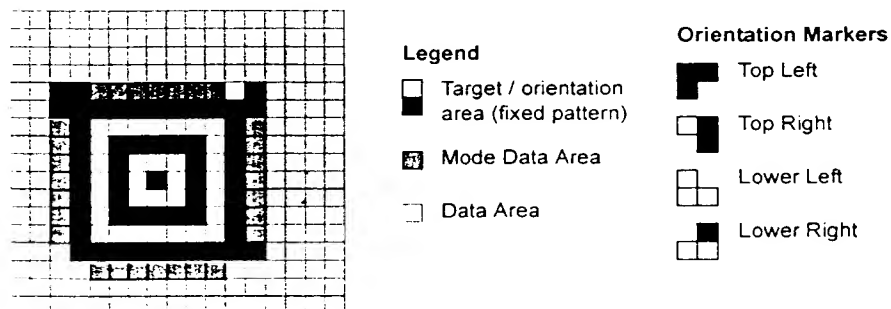 Legend
Target / orientation
area (fixed pattern)
Mode Data Area
Data Area
Orientation Markers
Top Left
Top Right
Lower Left
Lower Right